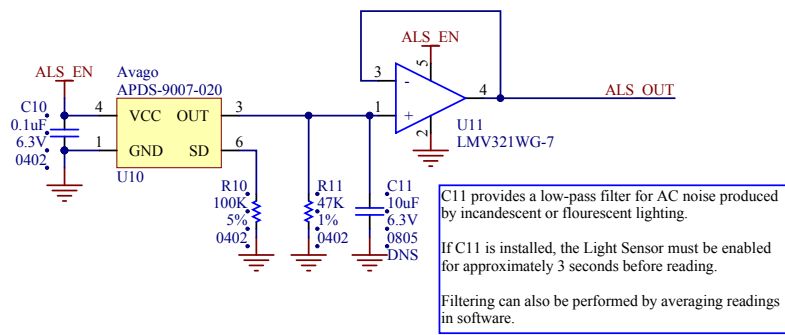 ALS_EN
Avago
APDS-9007-020
C10
0.1uF
6.3V
0402
4
VCC
OUT
3
1
GND
SD
6
U10
R10
100K
5%
0402
R11
47K
1%
0402
C11
10uF
6.3V
0805
DNS
ALS_EN
3
-
5
4
1
+
2
U11
LMV321WG-7
ALS_OUT
C11 provides a low-pass filter for AC noise produced
by incandescent or flourescent lighting.
If C11 is installed, the Light Sensor must be enabled
for approximately 3 seconds before reading.
Filtering can also be performed by averaging readings
in software.